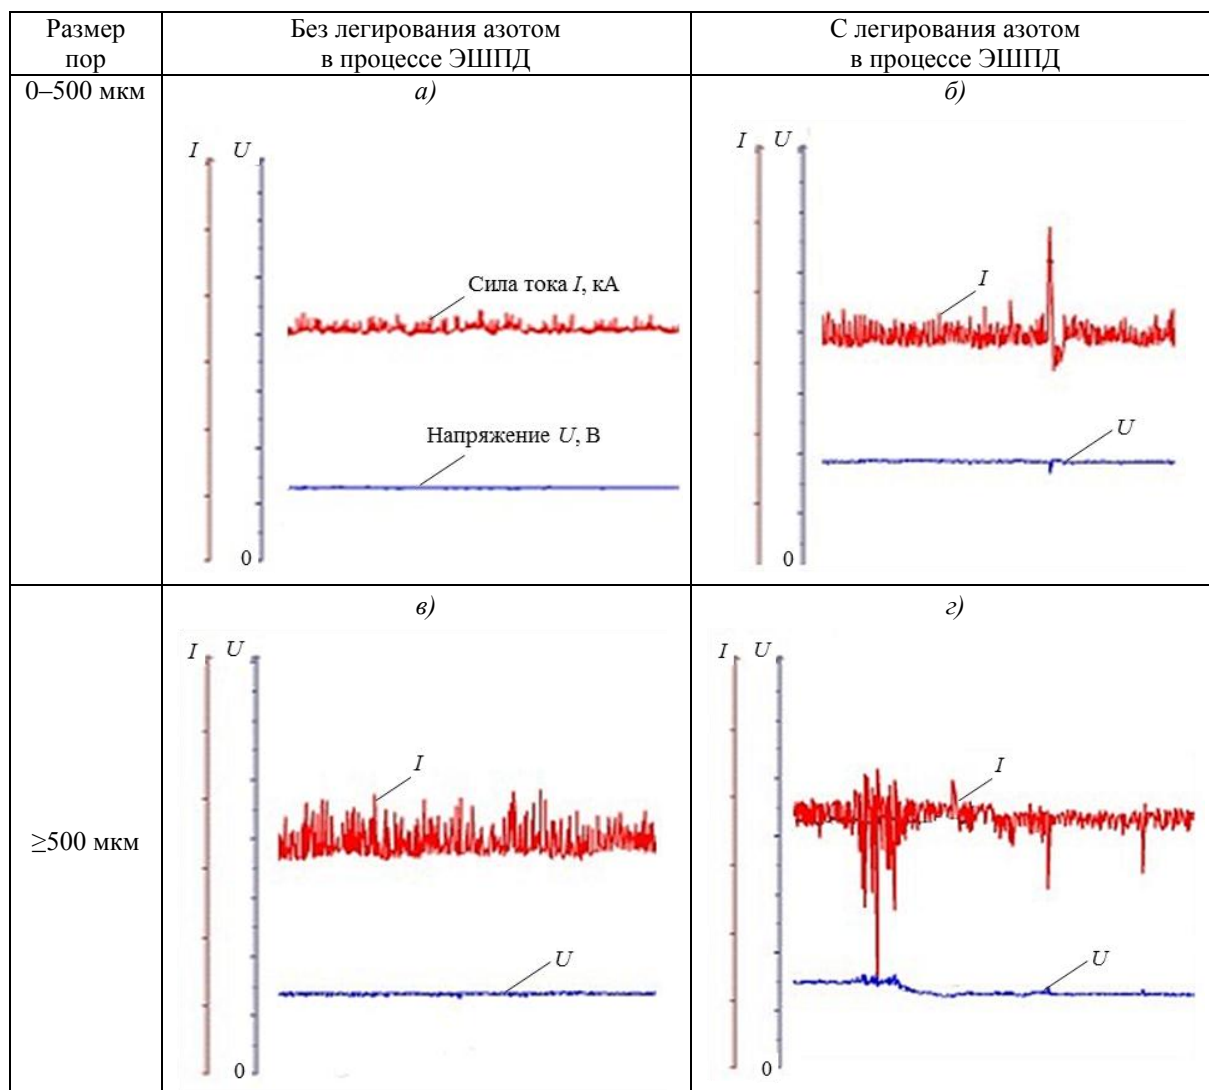 Размер
пор
Без легирования азотом
в процессе ЭШПД
С легирования азотом
в процессе ЭШПД
0–500 мкм
а)
I U
Сила тока I, кА
Напряжение U, В
0
б)
I U
I
U
0
≥500 мкм
в)
I U
I
U
0
г)
I U
I
U
0